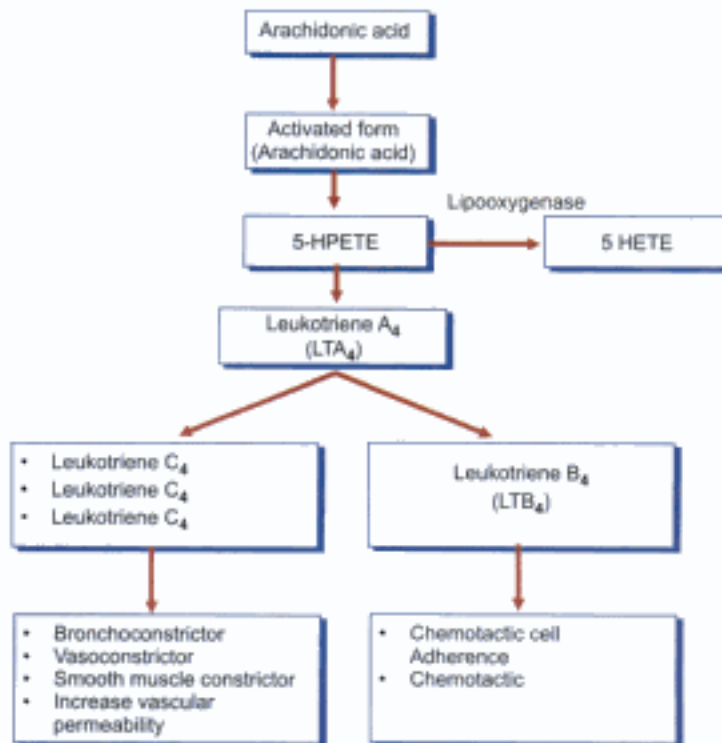 Arachidonic acid
Activated form
(Arachidonic acid)
Lipooxygenase
5-HPETE
5 HETE
Leukotriene A₄
(LTA₄)
• Leukotriene C₄
• Leukotriene C₄
• Leukotriene C₄
Leukotriene B₄
(LTB₄)
• Bronchoconstrictor
• Vasoconstrictor
• Smooth muscle constrictor
• Increase vascular
permeability
• Chemotactic cell
Adherence
• Chemotactic